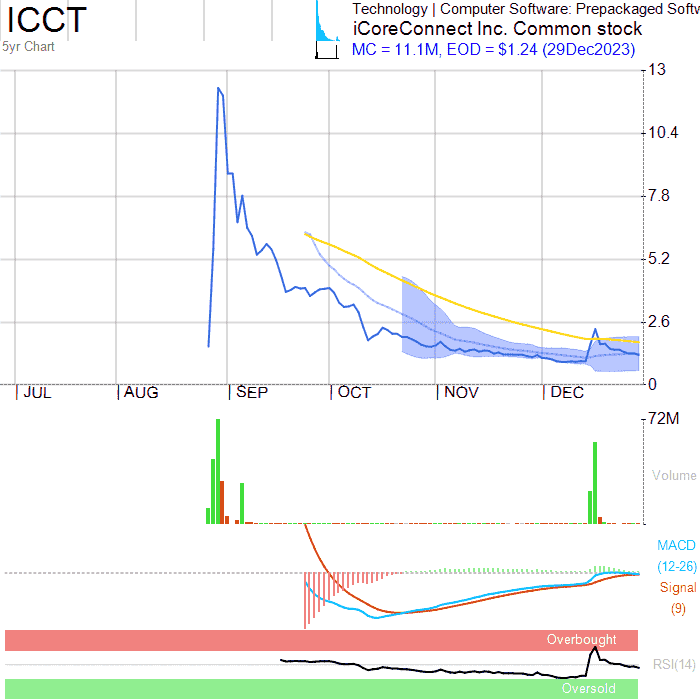 ICCT
5yr Chart
Technology | Computer Software: Prepackaged Softw
iCoreConnect Inc. Common stock
MC = 11.1M, EOD = $1.24 (29Dec2023)
13
10.4
7.8
5.2
2.6
0
JUL AUG SEP OCT NOV DEC
72M
Volume
MACD
(12-26)
Signal
(9)
Overbought
RSI(14)
Oversold